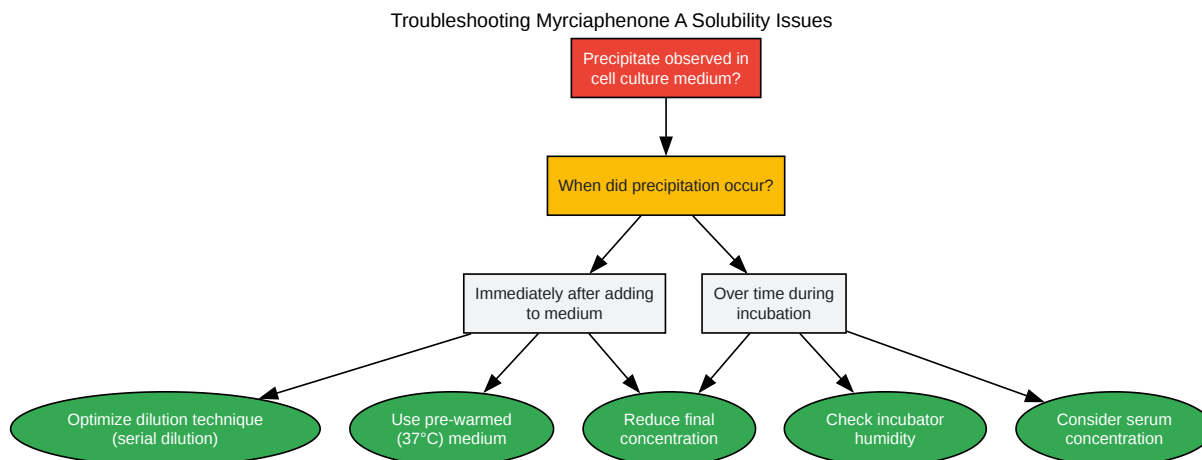 Troubleshooting Myrciaphenone A Solubility Issues
Precipitate observed in
cell culture medium?
When did precipitation occur?
Immediately after adding
to medium
Over time during
incubation
Optimize dilution technique
(serial dilution)
Use pre-warmed
(37°C) medium
Reduce final
concentration
Check incubator
humidity
Consider serum
concentration